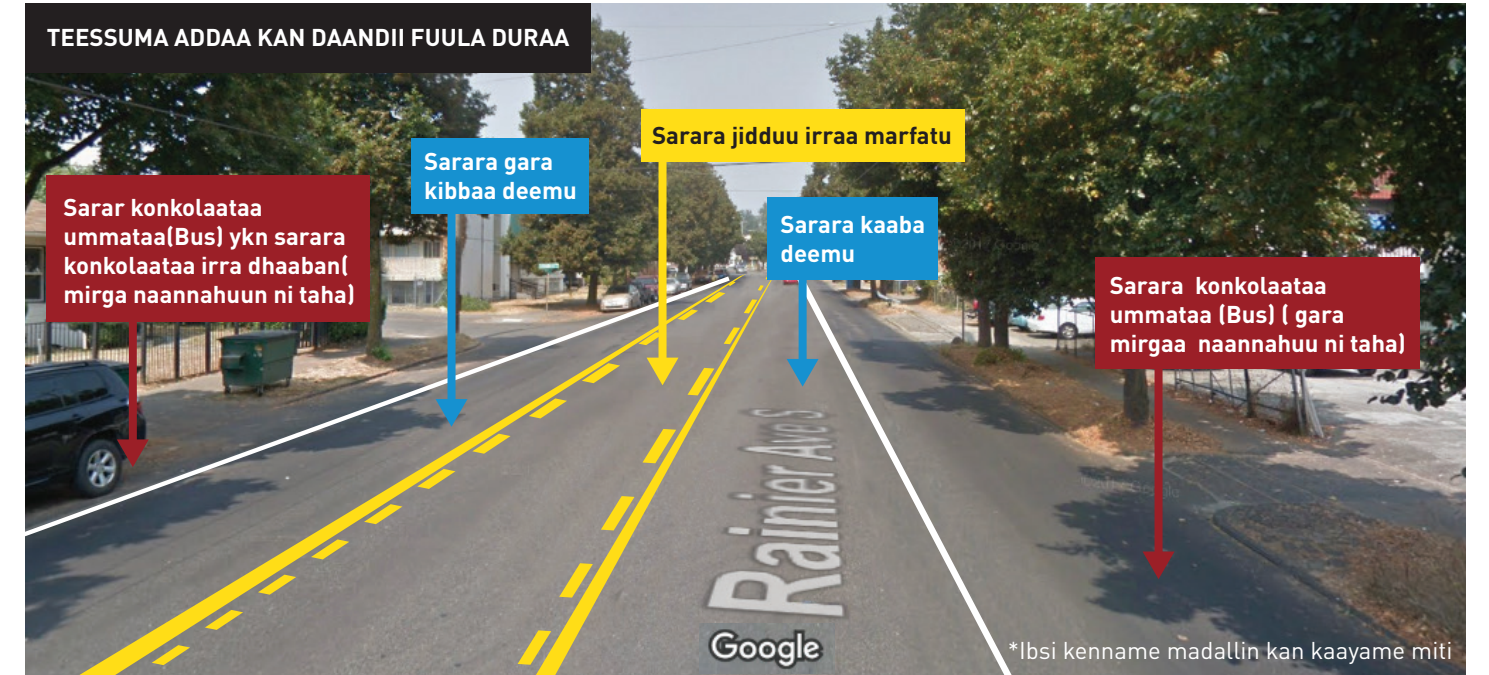 TEESSUMA ADDAA KAN DAANDII FUULA DURAA
Sarara jidduu irraa marfatu
Sarara gara
kibbaa deemu
Sarar konkolaataa
ummataa(Bus) ykn sarara
konkolaataa irra dhaaban(
mirga naannahuun ni taha)
Sarara kaaba
deemu
Sarara  konkolaataa
ummataa (Bus) ( gara
mirgaa  naannahuu ni taha)
Rainier Ave S
Google
*Ibsi kenname madallin kan kaayame miti